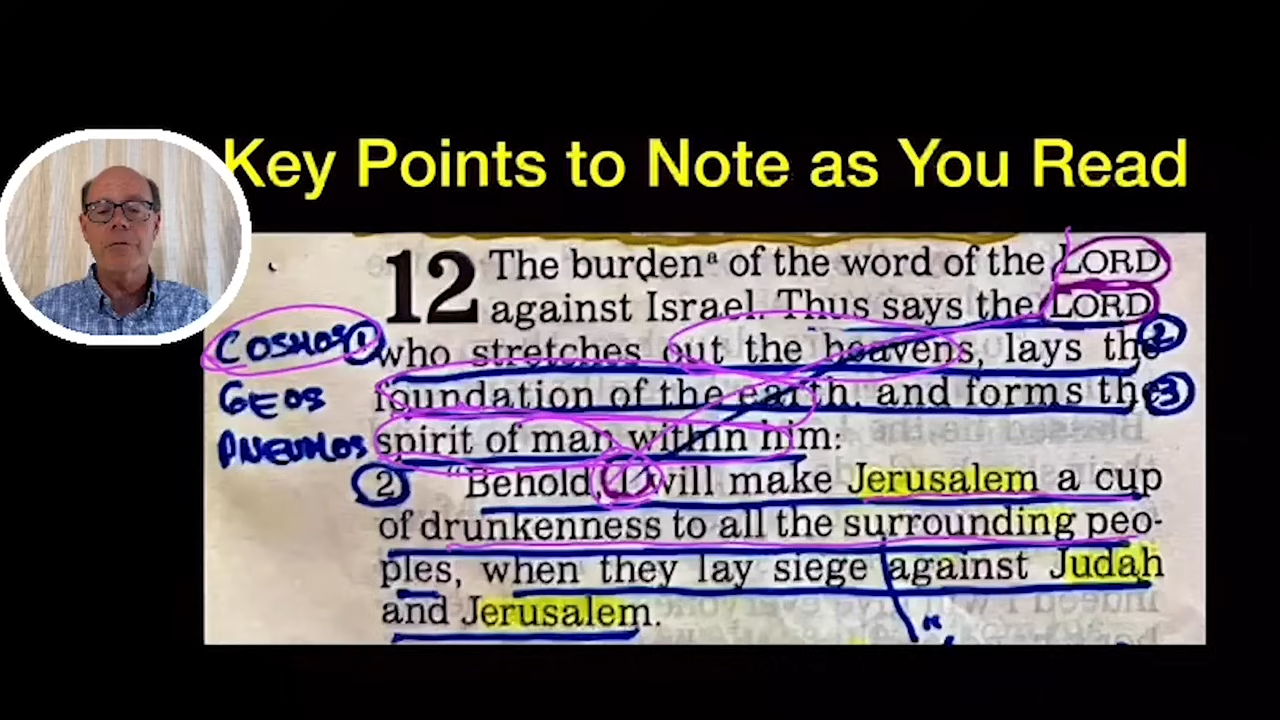 Key Points to Note as You Read
12 The burdenᵃ of the word of the LORD
against Israel. Thus says the LORD
COSMOS 1 who stretches out the heavens, lays the 2
GEOS foundation of the earth, and forms the 3
PNEUMOS spirit of man within him:
2 "Behold, I will make Jerusalem a cup
of drunkenness to all the surrounding peo-
ples, when they lay siege against Judah
and Jerusalem.